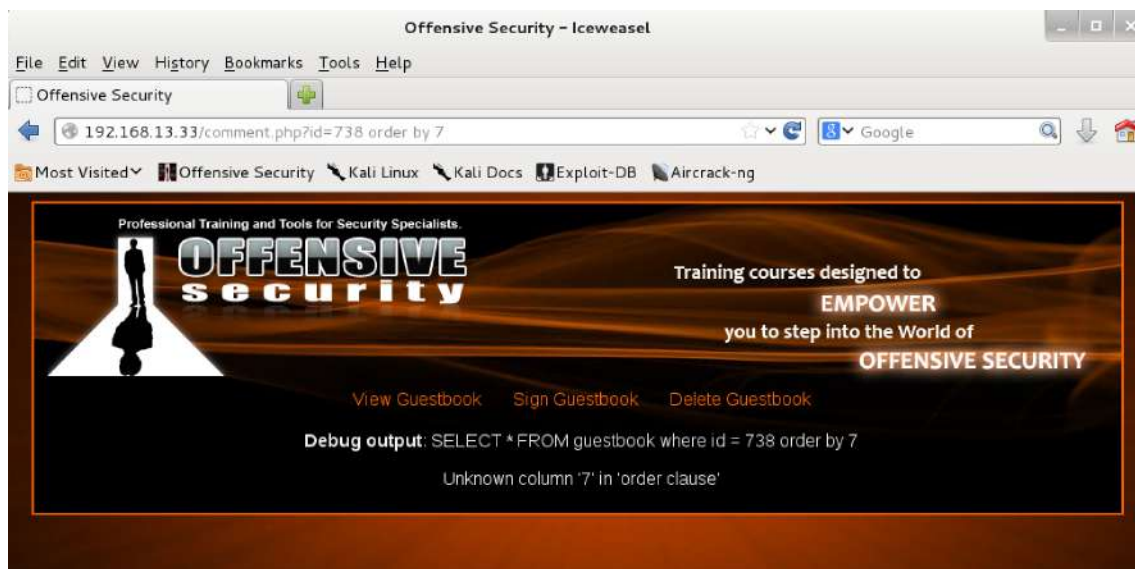 Offensive Security - Iceweasel
File Edit View History Bookmarks Tools Help
Offensive Security
192.168.13.33/comment.php?id=738 order by 7
8 Google
Most Visited Offensive Security Kali Linux Kali Docs Exploit-DB Aircrack-ng
Professional Training and Tools for Security Specialists.
OFFENSIVE
security
Training courses designed to
EMPOWER
you to step into the World of
OFFENSIVE SECURITY
View Guestbook Sign Guestbook Delete Guestbook
Debug output: SELECT * FROM guestbook where id = 738 order by 7
Unknown column '7' in 'order clause'